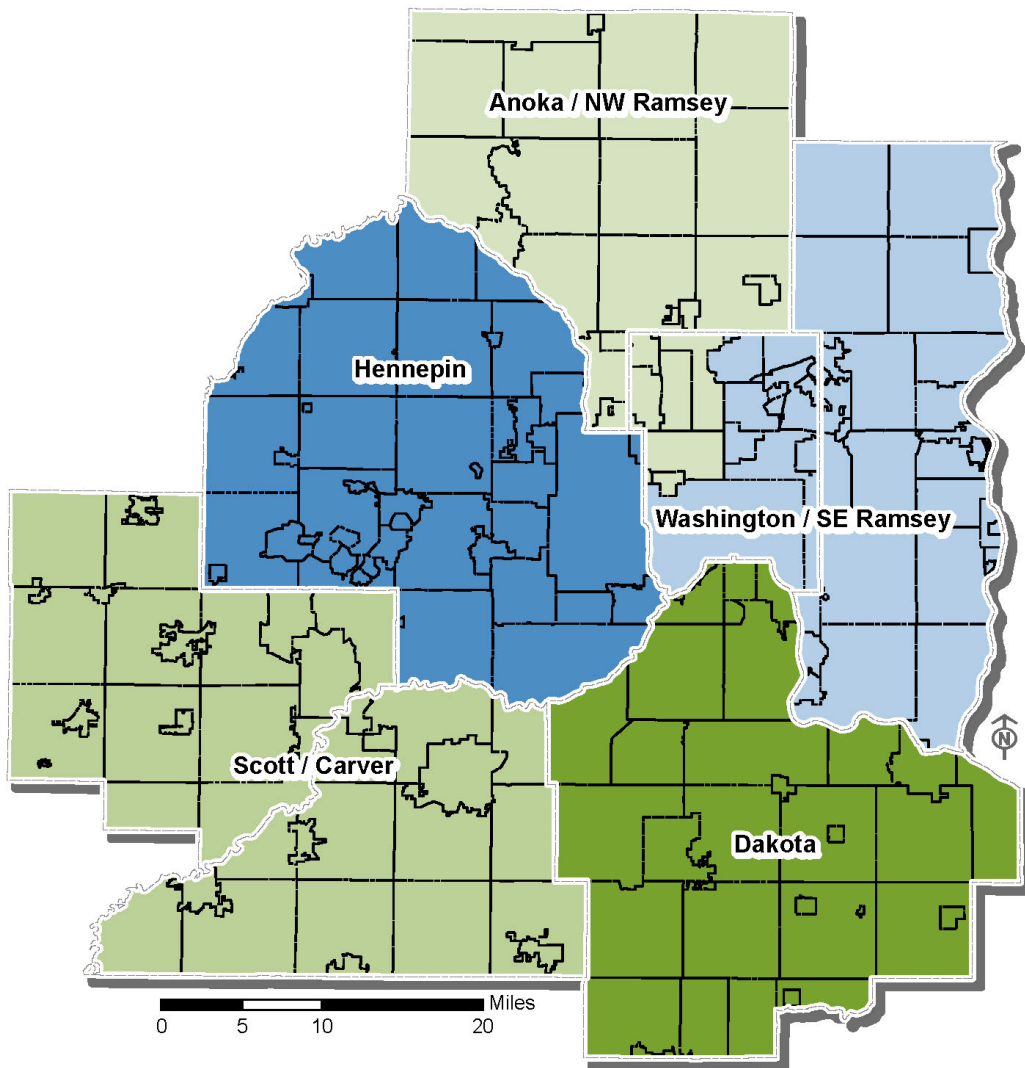 Anoka / NW Ramsey
Hennepin
Washington / SE Ramsey
N
Scott / Carver
Dakota
Miles
0 5 10 20